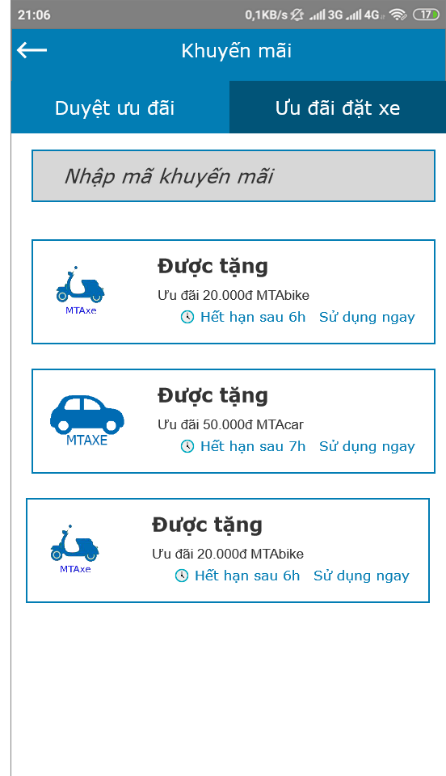 21:06 0,1KB/s 3G 4G 17
Khuyến mãi
Duyệt ưu đãi Ưu đãi đặt xe
Nhập mã khuyến mãi
Được tặng
Ưu đãi 20.000đ MTAbike
MTAxe
Hết hạn sau 6h Sử dụng ngay
Được tặng
Ưu đãi 50.000đ MTAcar
MTAXE
Hết hạn sau 7h Sử dụng ngay
Được tặng
Ưu đãi 20.000đ MTAbike
MTAxe
Hết hạn sau 6h Sử dụng ngay